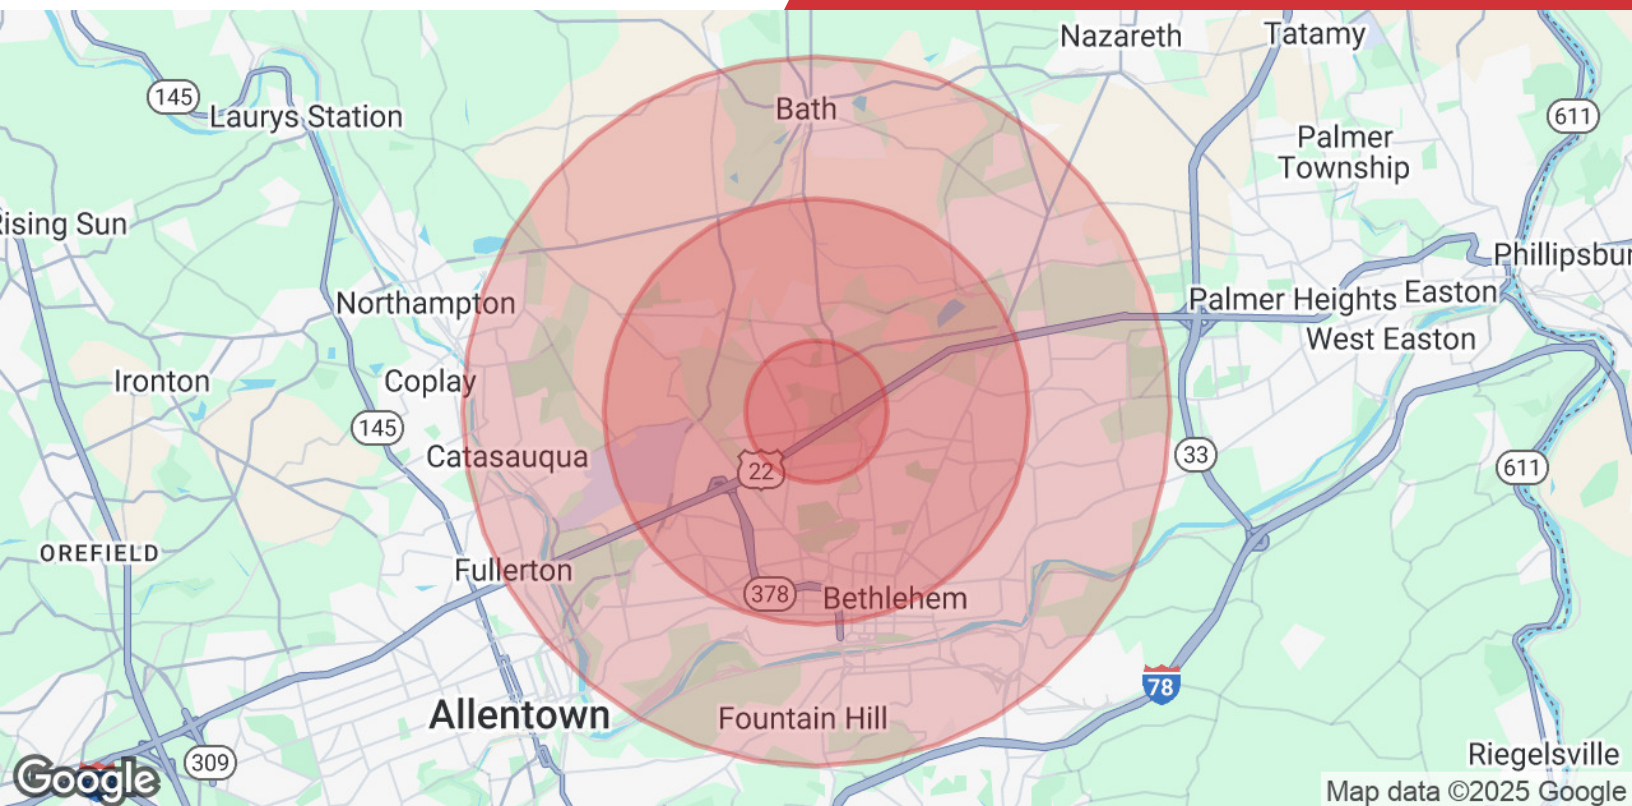 Nazareth
Tatamy
145
Laurys Station
Bath
611
Palmer
Township
ising Sun
Phillipsbur
Northampton
Palmer Heights
Easton
West Easton
Ironton
Coplay
145
Catasauqua
33
22
611
OREFIELD
Fullerton
378
Bethlehem
78
Allentown
Fountain Hill
309
Riegelsville
Google
Map data ©2025 Google